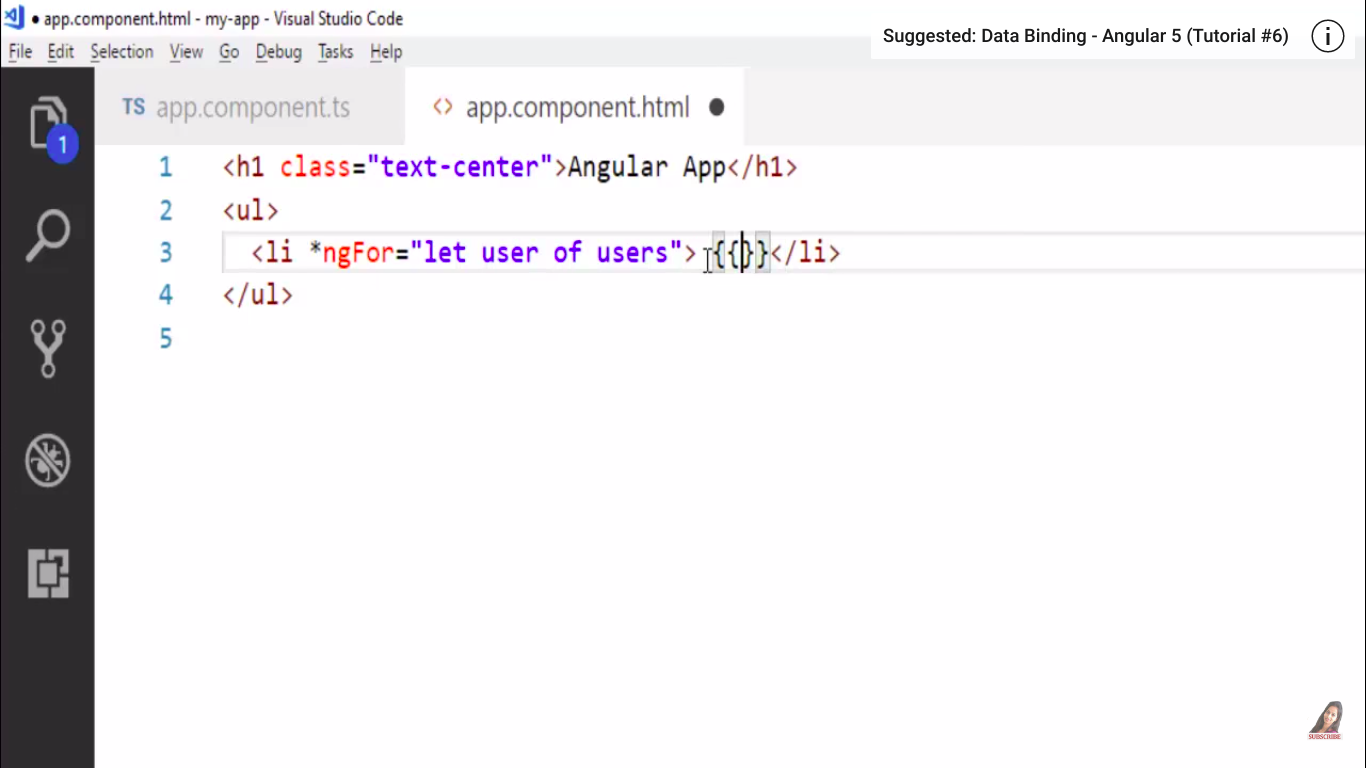 ● app.component.html - my-app - Visual Studio Code
File Edit Selection View Go Debug Tasks Help
Suggested: Data Binding - Angular 5 (Tutorial #6) i
TS app.component.ts
<> app.component.html ●
1
1 <h1 class="text-center">Angular App</h1>
2 <ul>
3 <li *ngFor="let user of users"> {{}}</li>
4 </ul>
5
SUBSCRIBE